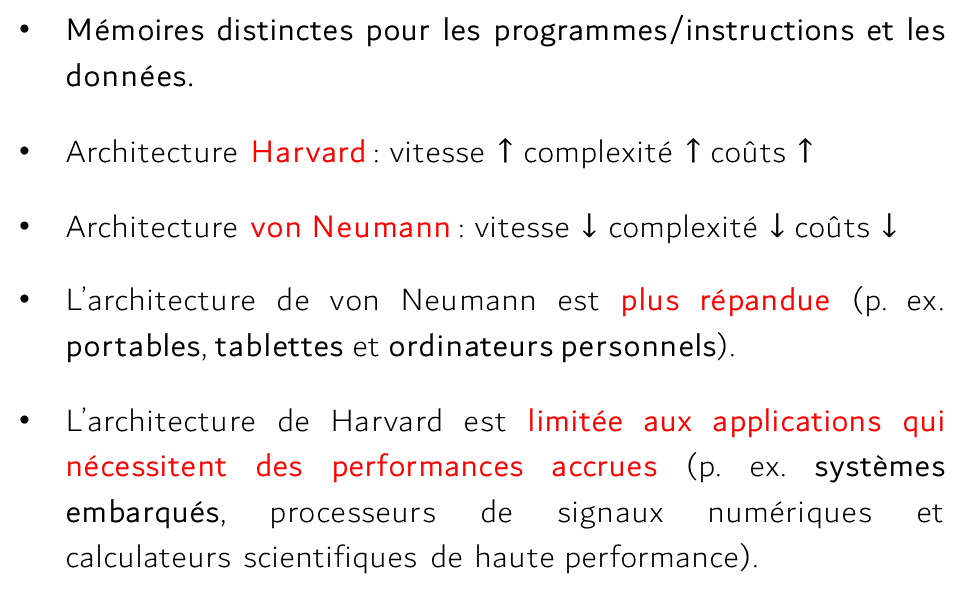 • Mémoires distinctes pour les programmes/instructions et les
données.
• Architecture Harvard : vitesse ↑ complexité ↑ coûts ↑
• Architecture von Neumann : vitesse ↓ complexité ↓ coûts ↓
• L'architecture de von Neumann est plus répandue (p. ex.
portables, tablettes et ordinateurs personnels).
• L'architecture de Harvard est limitée aux applications qui
nécessitent des performances accrues (p. ex. systèmes
embarqués, processeurs de signaux numériques et
calculateurs scientifiques de haute performance).